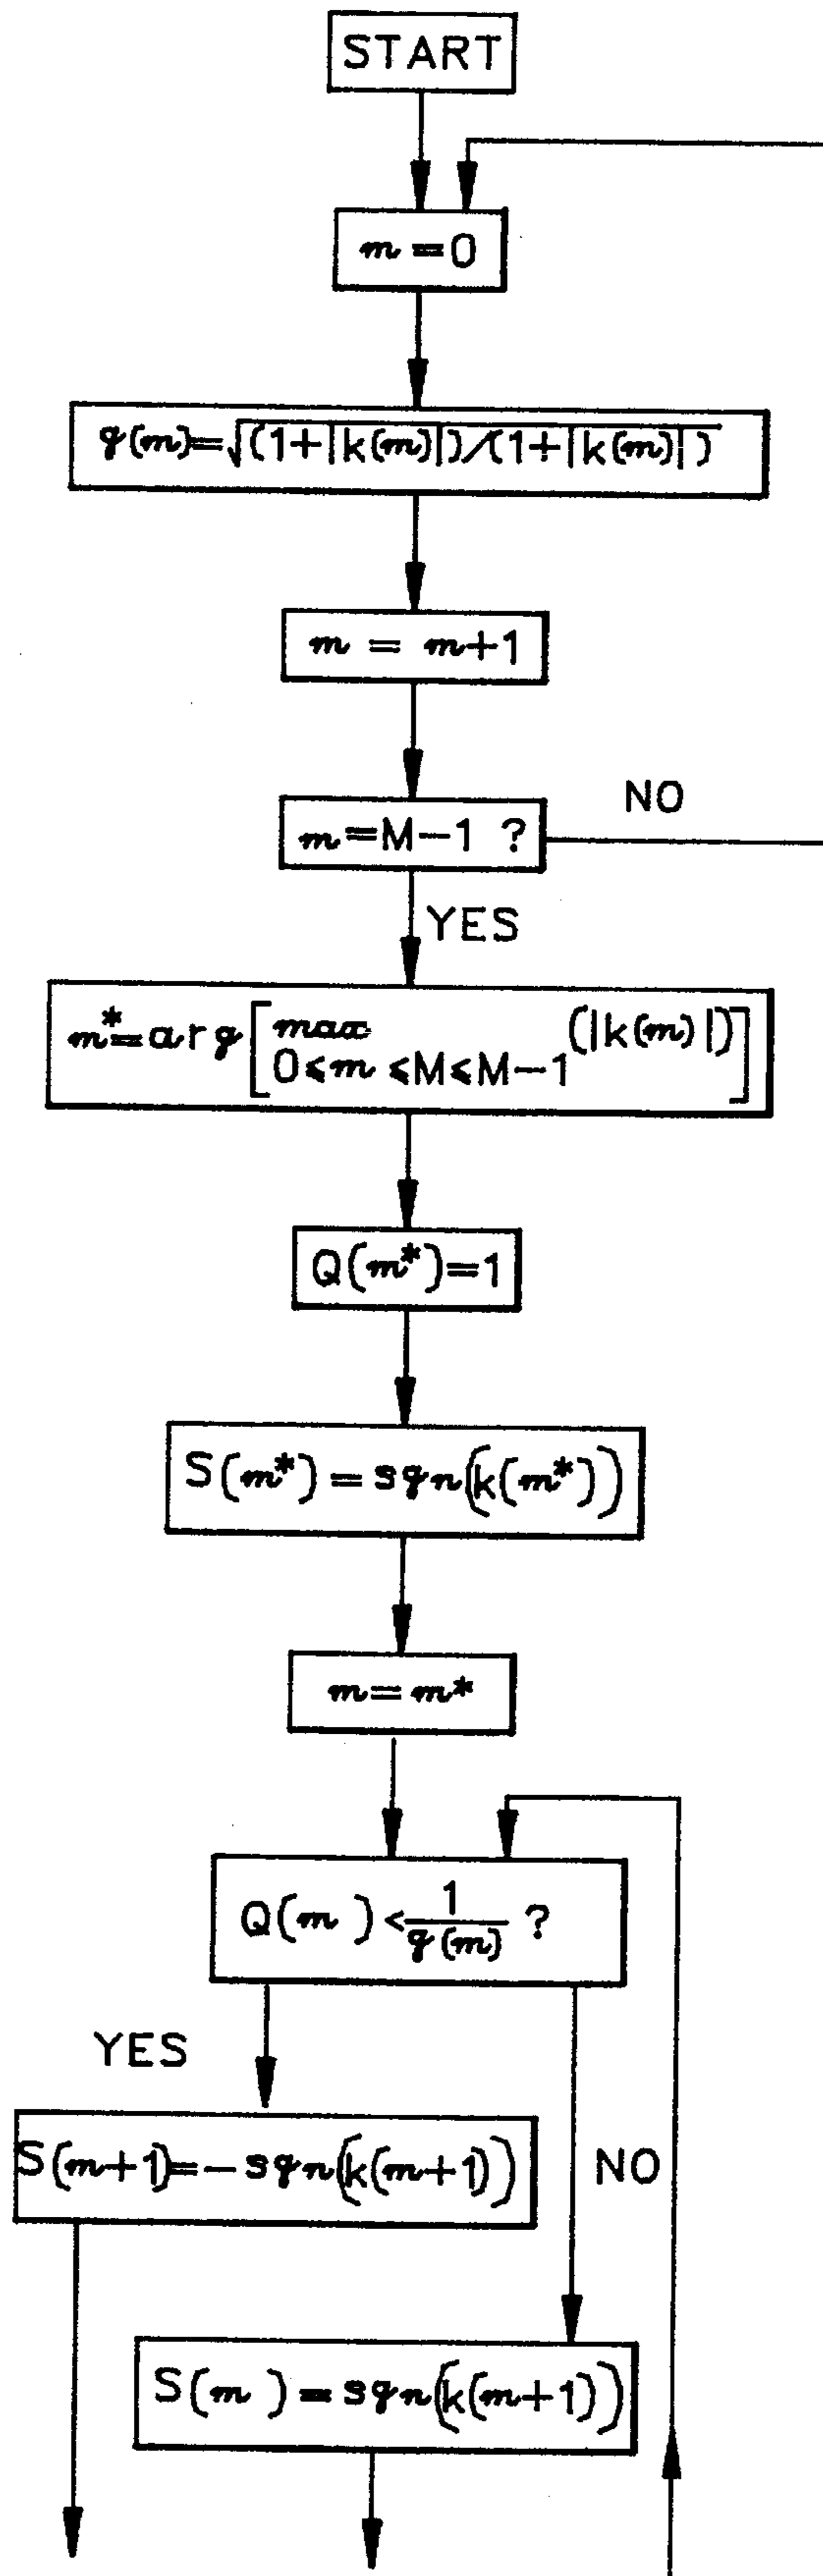 START
m = 0
g(m)=√(1+|k(m)|)/(1+|k(m)|)
m = m+1
m=M-1 ?
NO
YES
m*=arg[max (|k(m)|)]
0≤m≤M≤M-1
Q(m*)=1
S(m*)=sgn(k(m*))
m=m*
Q(m )<1/g(m) ?
YES
S(m+1)=-sgn(k(m+1))
NO
S(m )=sgn(k(m+1))